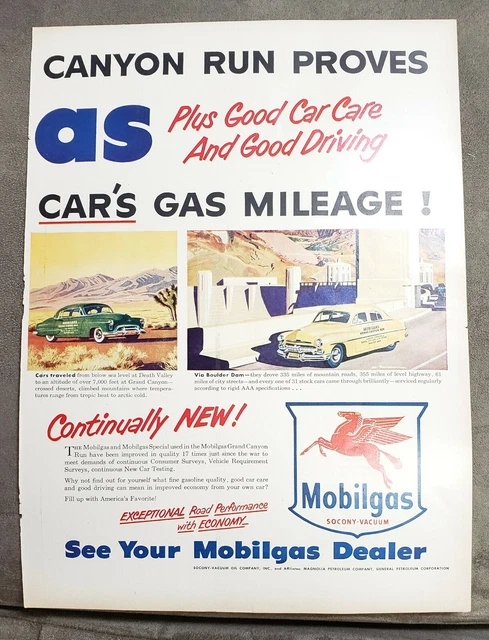 CANYON RUN PROVES
as Plus Good Car Care
And Good Driving
CAR'S GAS MILEAGE !
Cars traveled from below sea level at Death Valley
to an altitude of over 7,000 feet at Grand Canyon—
crossed deserts, climbed mountains where tempera-
tures range from tropic heat to arctic cold.
Via Boulder Dam—they drove 335 miles of mountain roads, 355 miles of level highway, 61
miles of city streets—and every one of 31 stock cars came through brilliantly—serviced regularly
according to rigid AAA specifications . . .
Continually NEW!
THE Mobilgas and Mobilgas Special used in the Mobilgas Grand Canyon
Run have been improved in quality 17 times just since the war to
meet demands of continuous Consumer Surveys, Vehicle Requirement
Surveys, continuous New Car Testing.
Why not find out for yourself what fine gasoline quality, good car care
and good driving can mean in improved economy from your own car?
Fill up with America's Favorite!
EXCEPTIONAL Road Performance
with ECONOMY
Mobilgas
SOCONY-VACUUM
See Your Mobilgas Dealer
SOCONY-VACUUM OIL COMPANY, INC., and Affiliates: MAGNOLIA PETROLEUM COMPANY, GENERAL PETROLEUM CORPORATION